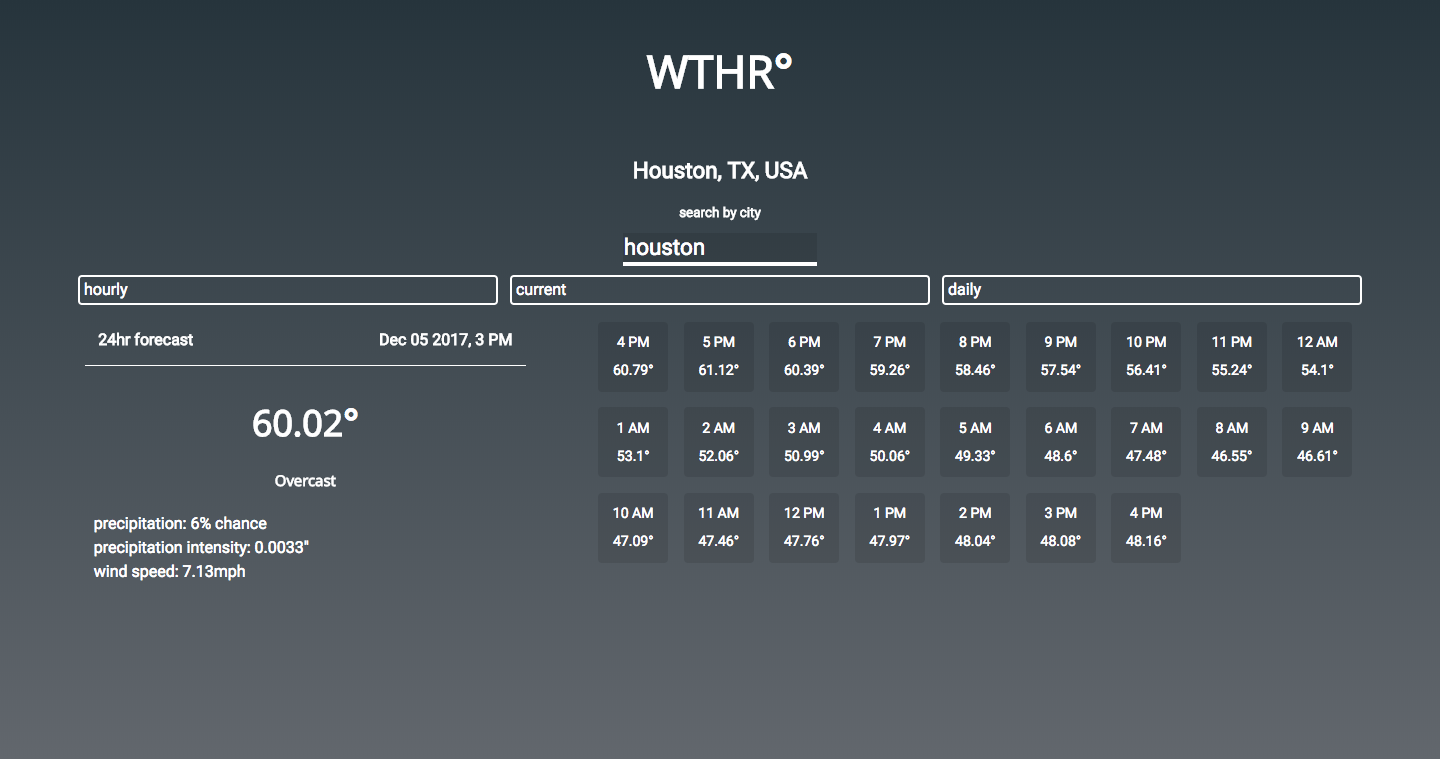 WTHR°
Houston, TX, USA
search by city
houston
hourly current daily
24hr forecast Dec 05 2017, 3 PM
60.02°
Overcast
precipitation: 6% chance
precipitation intensity: 0.0033"
wind speed: 7.13mph
4 PM 5 PM 6 PM 7 PM 8 PM 9 PM 10 PM 11 PM 12 AM
60.79° 61.12° 60.39° 59.26° 58.46° 57.54° 56.41° 55.24° 54.1°
1 AM 2 AM 3 AM 4 AM 5 AM 6 AM 7 AM 8 AM 9 AM
53.1° 52.06° 50.99° 50.06° 49.33° 48.6° 47.48° 46.55° 46.61°
10 AM 11 AM 12 PM 1 PM 2 PM 3 PM 4 PM
47.09° 47.46° 47.76° 47.97° 48.04° 48.08° 48.16°